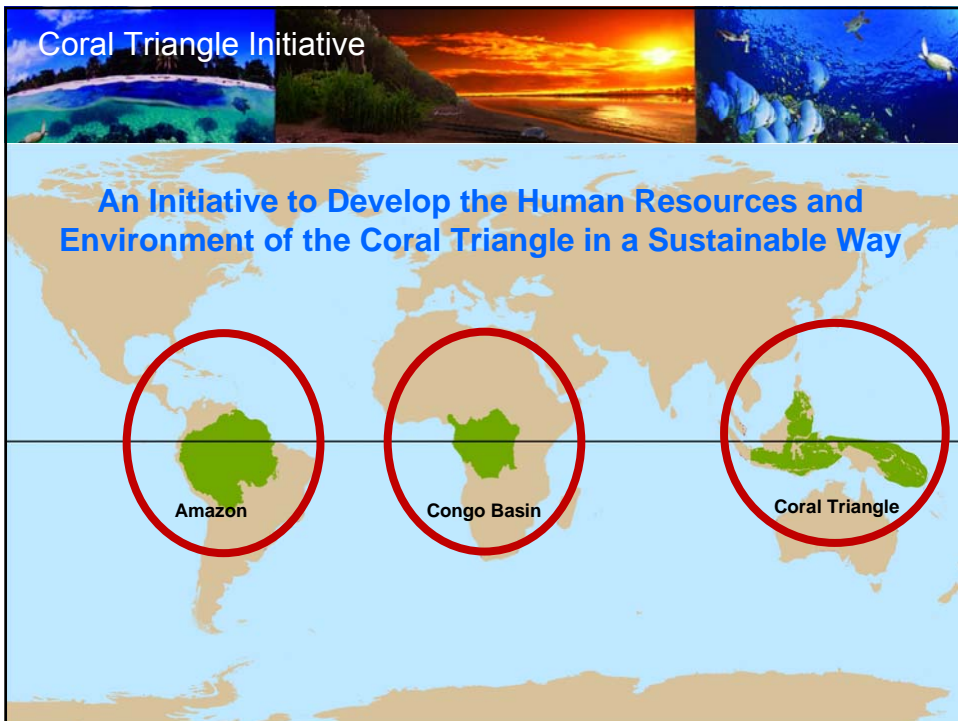 Coral Triangle Initiative
An Initiative to Develop the Human Resources and
Environment of the Coral Triangle in a Sustainable Way
Amazon
Congo Basin
Coral Triangle